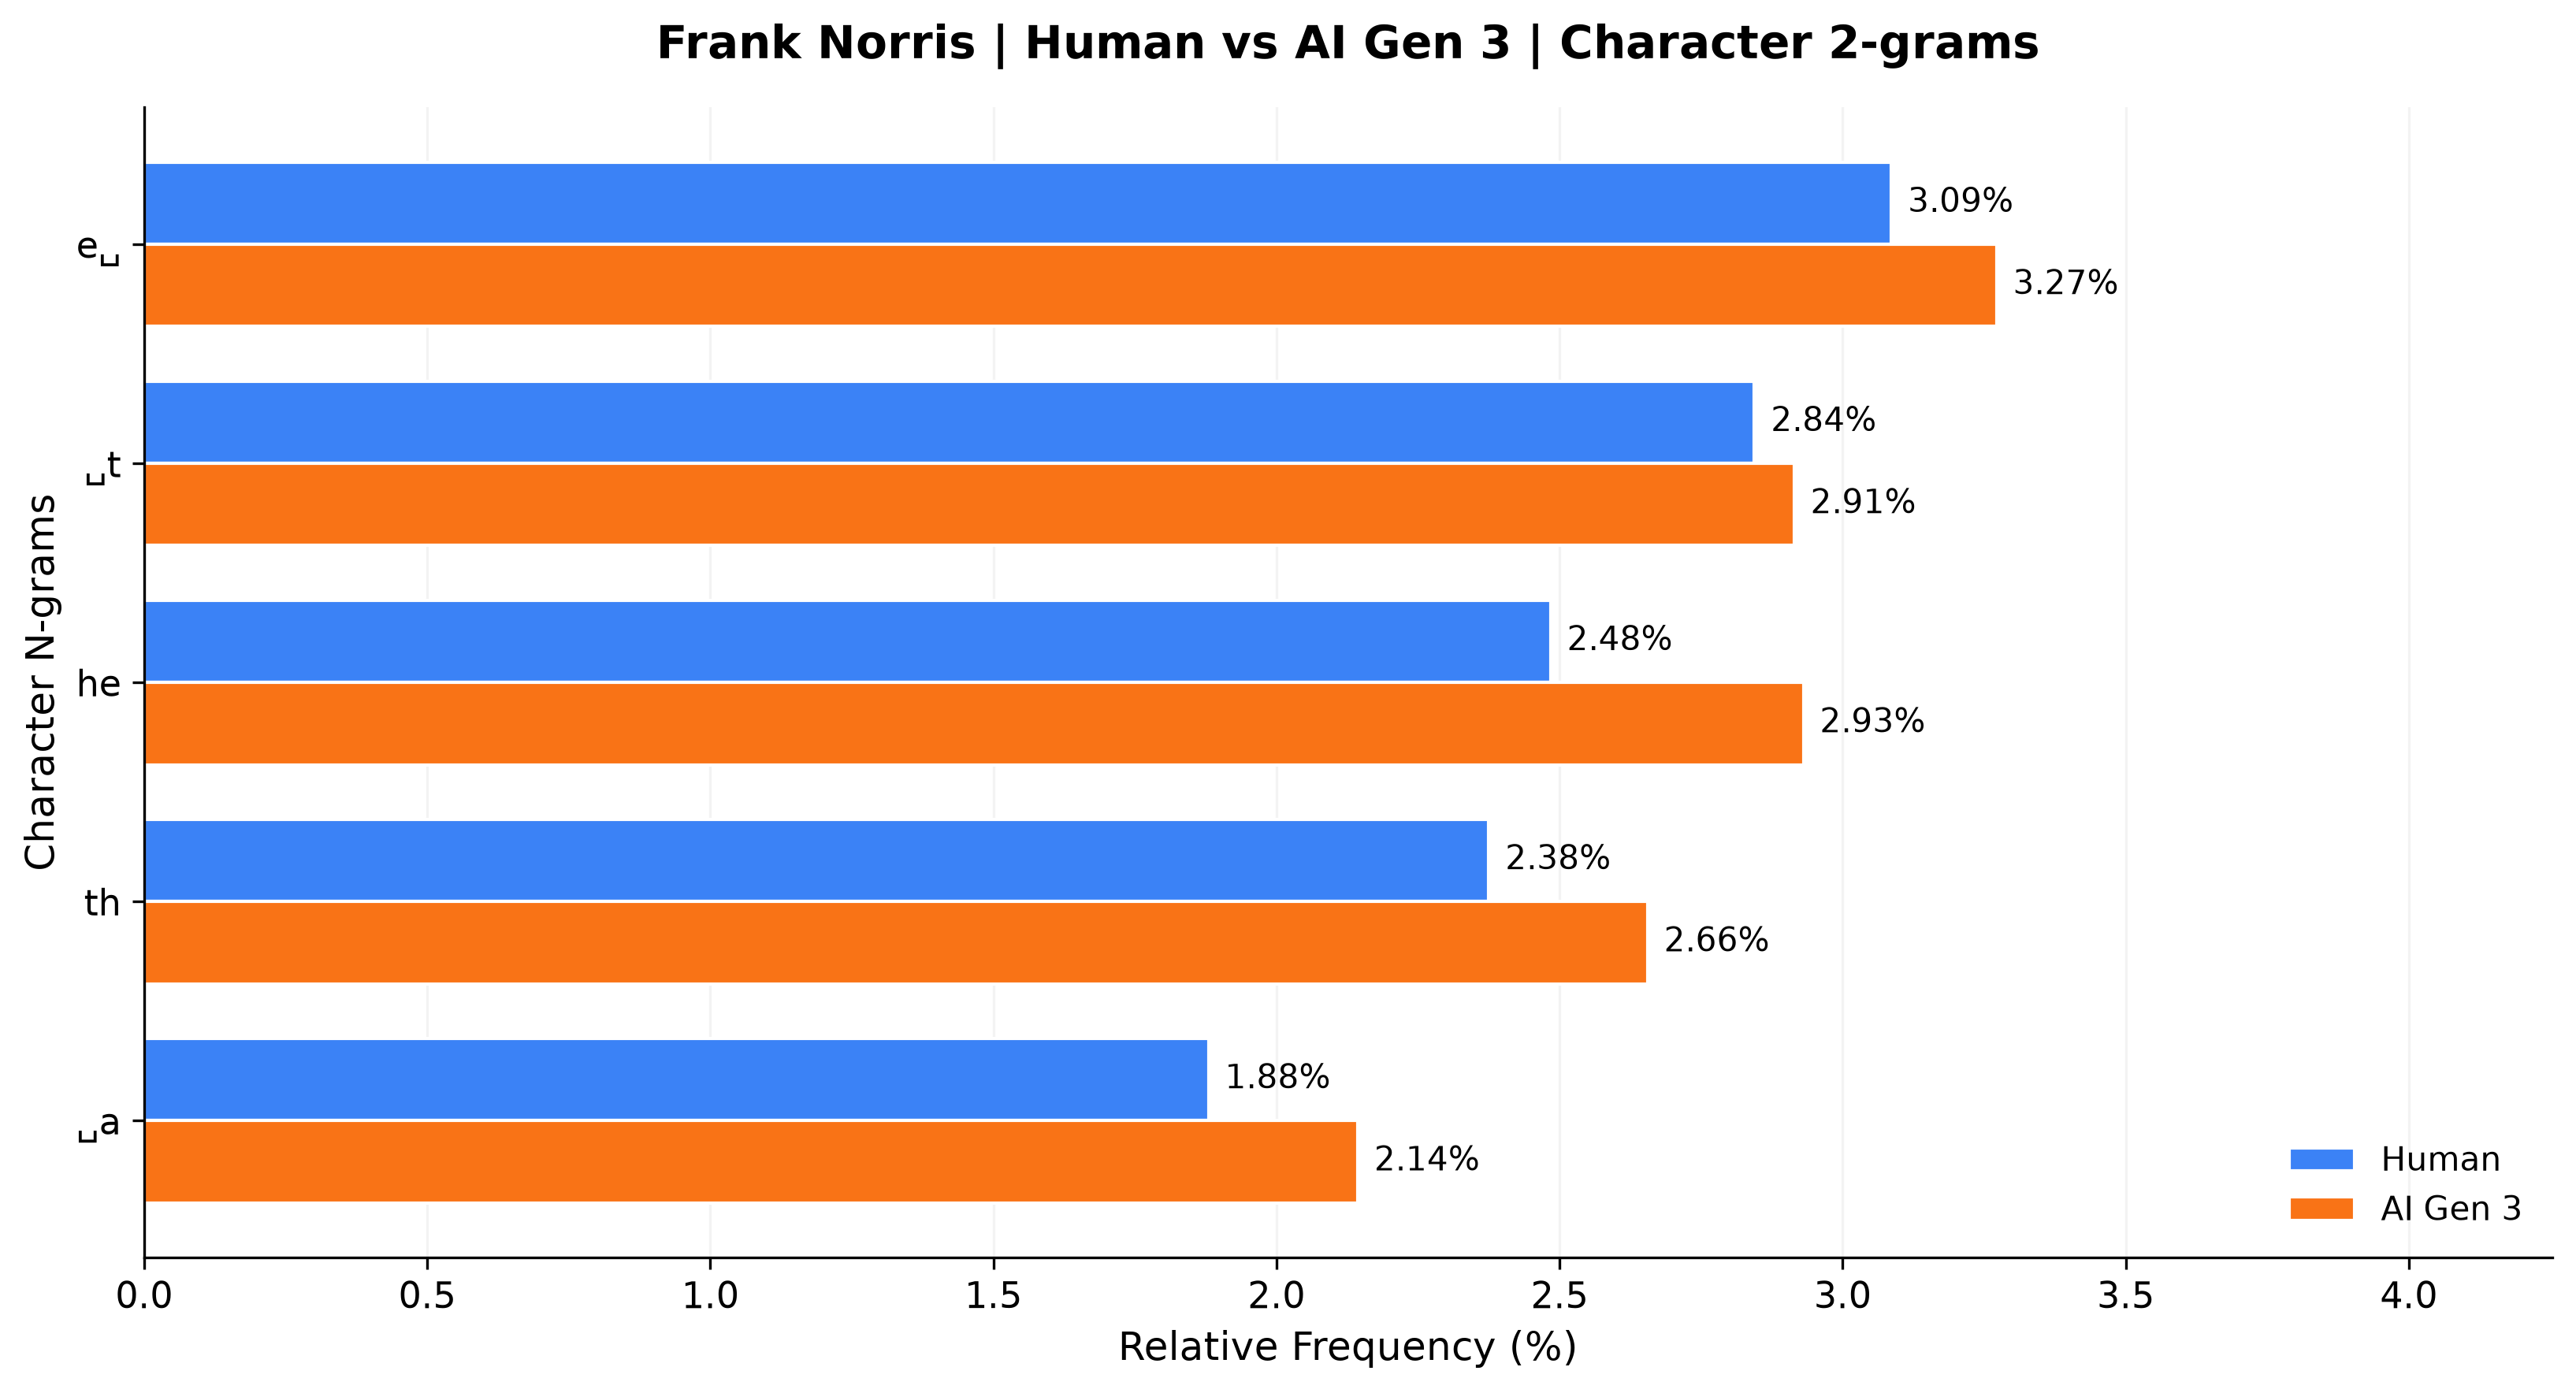 Frank Norris | Human vs AI Gen 3 | Character 2-grams
Character N-grams
e␣
3.09%
3.27%
␣t
2.84%
2.91%
he
2.48%
2.93%
th
2.38%
2.66%
␣a
1.88%
2.14%
Human
AI Gen 3
0.0 0.5 1.0 1.5 2.0 2.5 3.0 3.5 4.0
Relative Frequency (%)